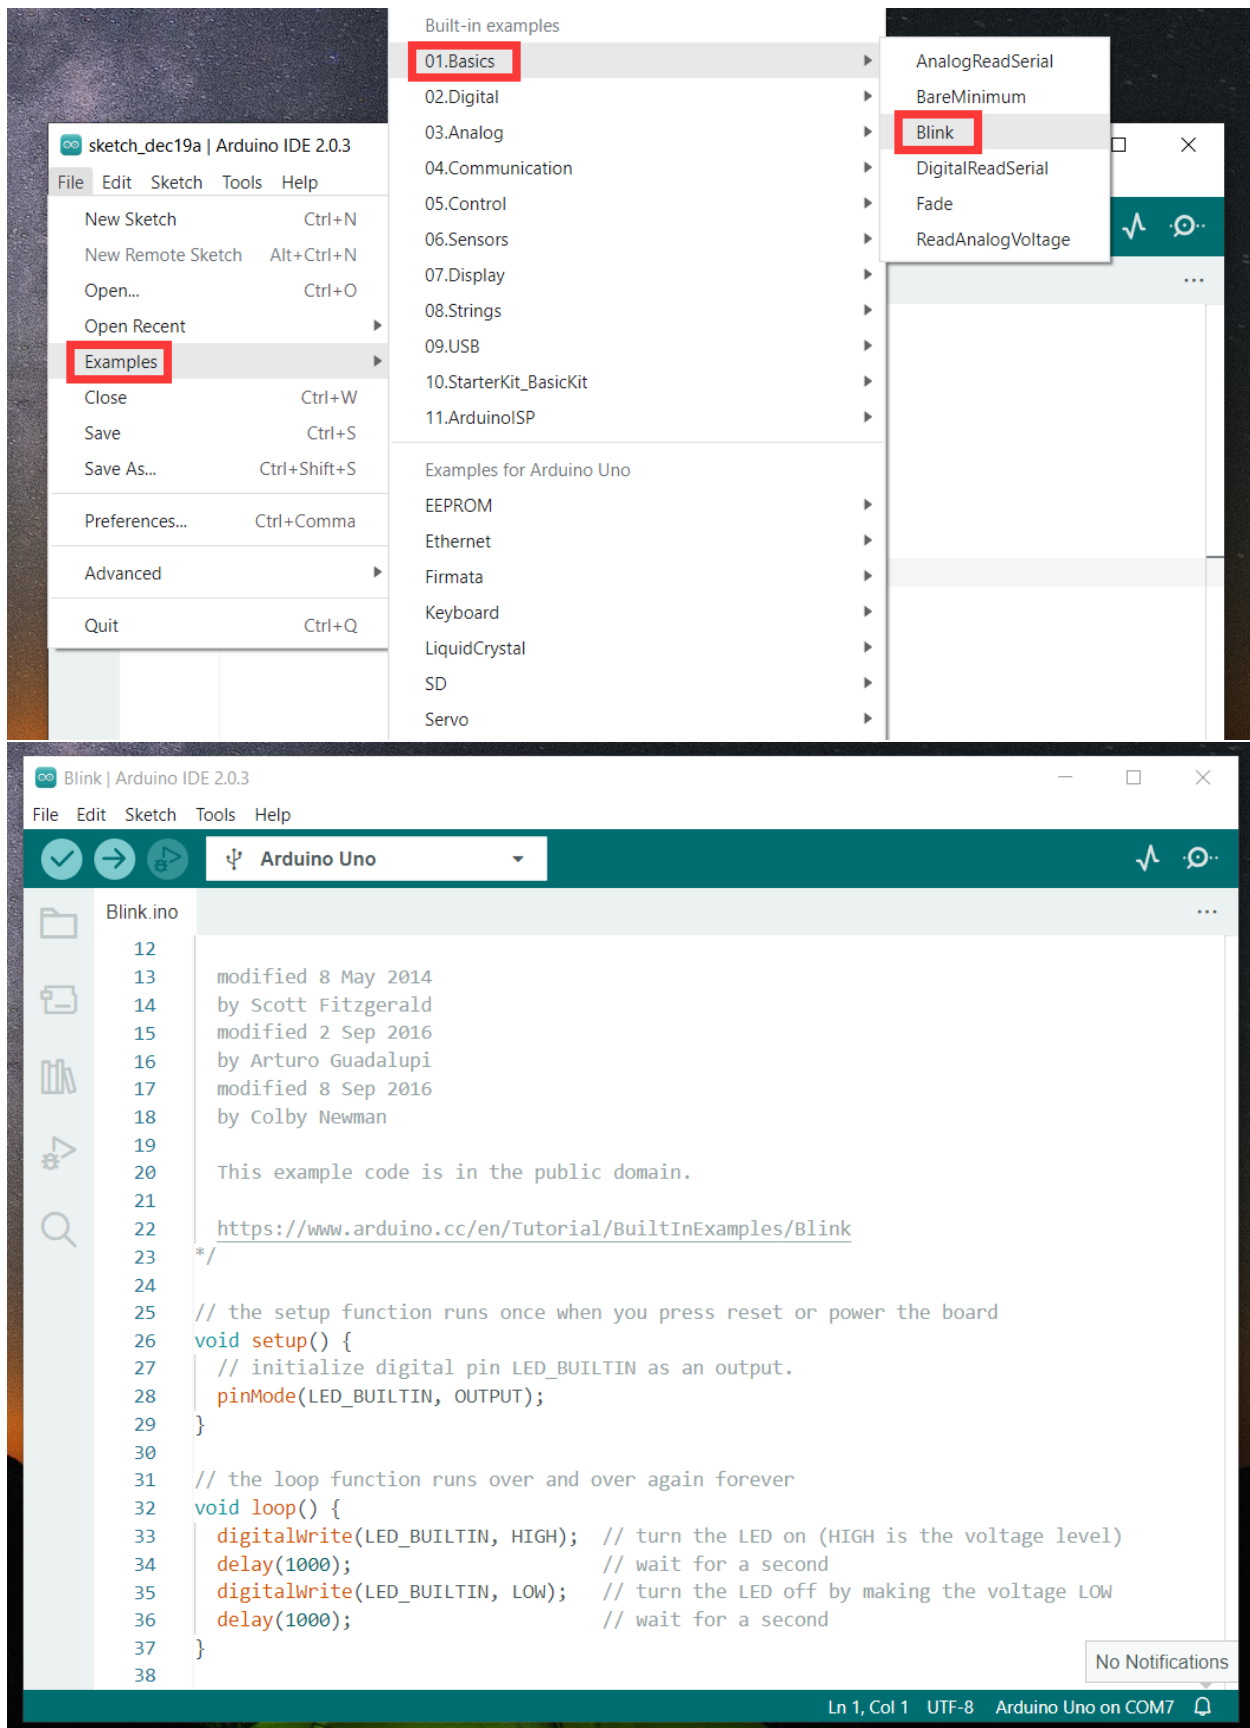 Built-in examples
01.Basics
02.Digital
03.Analog
04.Communication
05.Control
06.Sensors
07.Display
08.Strings
09.USB
10.StarterKit_BasicKit
11.ArduinoISP
Examples for Arduino Uno
EEPROM
Ethernet
Firmata
Keyboard
LiquidCrystal
SD
Servo
AnalogReadSerial
BareMinimum
Blink
DigitalReadSerial
Fade
ReadAnalogVoltage
sketch_dec19a | Arduino IDE 2.0.3
File Edit Sketch Tools Help
New Sketch Ctrl+N
New Remote Sketch Alt+Ctrl+N
Open... Ctrl+O
Open Recent
Examples
Close Ctrl+W
Save Ctrl+S
Save As... Ctrl+Shift+S
Preferences... Ctrl+Comma
Advanced
Quit Ctrl+Q
Blink | Arduino IDE 2.0.3
File Edit Sketch Tools Help
Arduino Uno
Blink.ino
12
13 modified 8 May 2014
14 by Scott Fitzgerald
15 modified 2 Sep 2016
16 by Arturo Guadalupi
17 modified 8 Sep 2016
18 by Colby Newman
19
20 This example code is in the public domain.
21
22 https://www.arduino.cc/en/Tutorial/BuiltInExamples/Blink
23 */
24
25 // the setup function runs once when you press reset or power the board
26 void setup() {
27 // initialize digital pin LED_BUILTIN as an output.
28 pinMode(LED_BUILTIN, OUTPUT);
29 }
30
31 // the loop function runs over and over again forever
32 void loop() {
33 digitalWrite(LED_BUILTIN, HIGH); // turn the LED on (HIGH is the voltage level)
34 delay(1000); // wait for a second
35 digitalWrite(LED_BUILTIN, LOW); // turn the LED off by making the voltage LOW
36 delay(1000); // wait for a second
37 }
38
No Notifications
Ln 1, Col 1 UTF-8 Arduino Uno on COM7